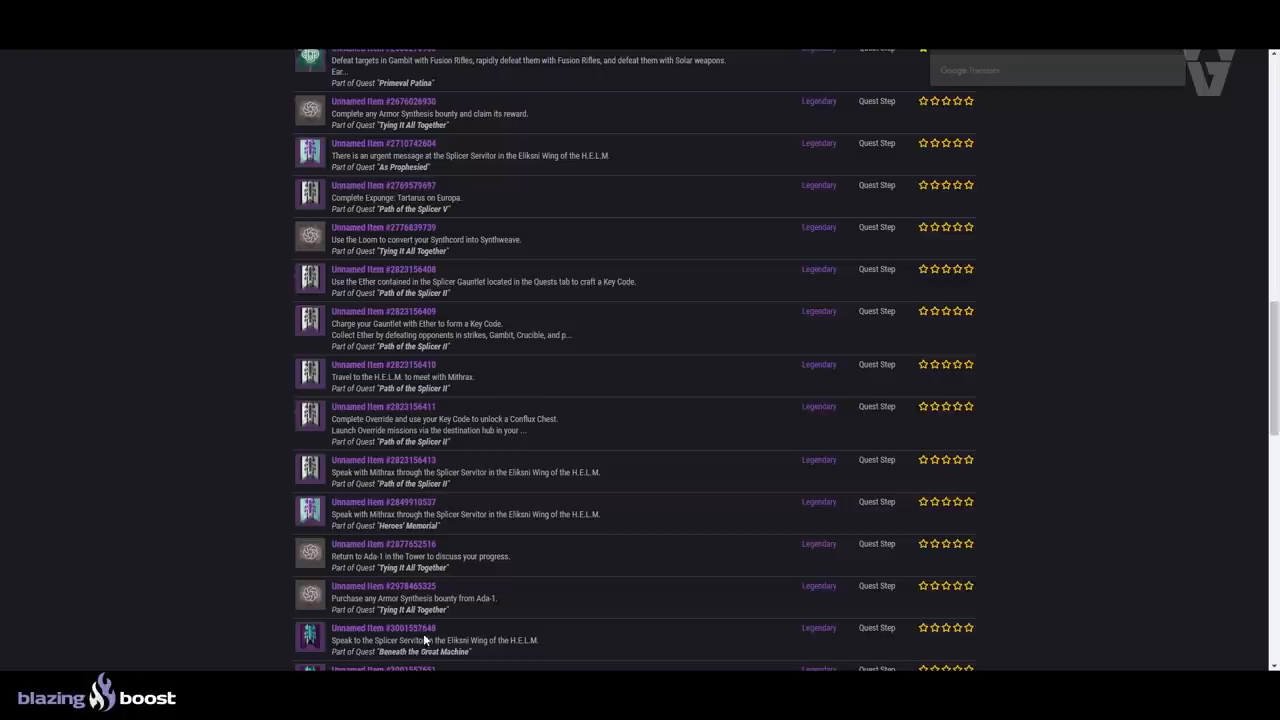 Legendary
Defeat targets in Gambit with Fusion Rifles, rapidly defeat them with Fusion Rifles, and defeat them with Solar weapons.
Ear...
Part of Quest "Primeval Patina"
Google Translate
Unnamed Item #2676026930 Legendary Quest Step
Complete any Armor Synthesis bounty and claim its reward.
Part of Quest "Tying It All Together"
Unnamed Item #2710742604 Legendary Quest Step
There is an urgent message at the Splicer Servitor in the Eliksni Wing of the H.E.L.M.
Part of Quest "As Prophesied"
Unnamed Item #2769579697 Legendary Quest Step
Complete Expunge: Tartarus on Europa.
Part of Quest "Path of the Splicer V"
Unnamed Item #2776839739 Legendary Quest Step
Use the Loom to convert your Synthcord into Synthweave.
Part of Quest "Tying It All Together"
Unnamed Item #2823156408 Legendary Quest Step
Use the Ether contained in the Splicer Gauntlet located in the Quests tab to craft a Key Code.
Part of Quest "Path of the Splicer II"
Unnamed Item #2823156409 Legendary Quest Step
Charge your Gauntlet with Ether to form a Key Code.
Collect Ether by defeating opponents in strikes, Gambit, Crucible, and p...
Part of Quest "Path of the Splicer II"
Unnamed Item #2823156410 Legendary Quest Step
Travel to the H.E.L.M. to meet with Mithrax.
Part of Quest "Path of the Splicer II"
Unnamed Item #2823156411 Legendary Quest Step
Complete Override and use your Key Code to unlock a Conflux Chest.
Launch Override missions via the destination hub in your ...
Part of Quest "Path of the Splicer II"
Unnamed Item #2823156413 Legendary Quest Step
Speak with Mithrax through the Splicer Servitor in the Eliksni Wing of the H.E.L.M.
Part of Quest "Path of the Splicer II"
Unnamed Item #2849910537 Legendary Quest Step
Speak with Mithrax through the Splicer Servitor in the Eliksni Wing of the H.E.L.M.
Part of Quest "Heroes' Memorial"
Unnamed Item #2877652516 Legendary Quest Step
Return to Ada-1 in the Tower to discuss your progress.
Part of Quest "Tying It All Together"
Unnamed Item #2978465325 Legendary Quest Step
Purchase any Armor Synthesis bounty from Ada-1.
Part of Quest "Tying It All Together"
Unnamed Item #3001557648 Legendary Quest Step
Speak to the Splicer Servitor in the Eliksni Wing of the H.E.L.M.
Part of Quest "Beneath the Great Machine"
Unnamed Item #3001557651 Legendary Quest Step
blazing boost